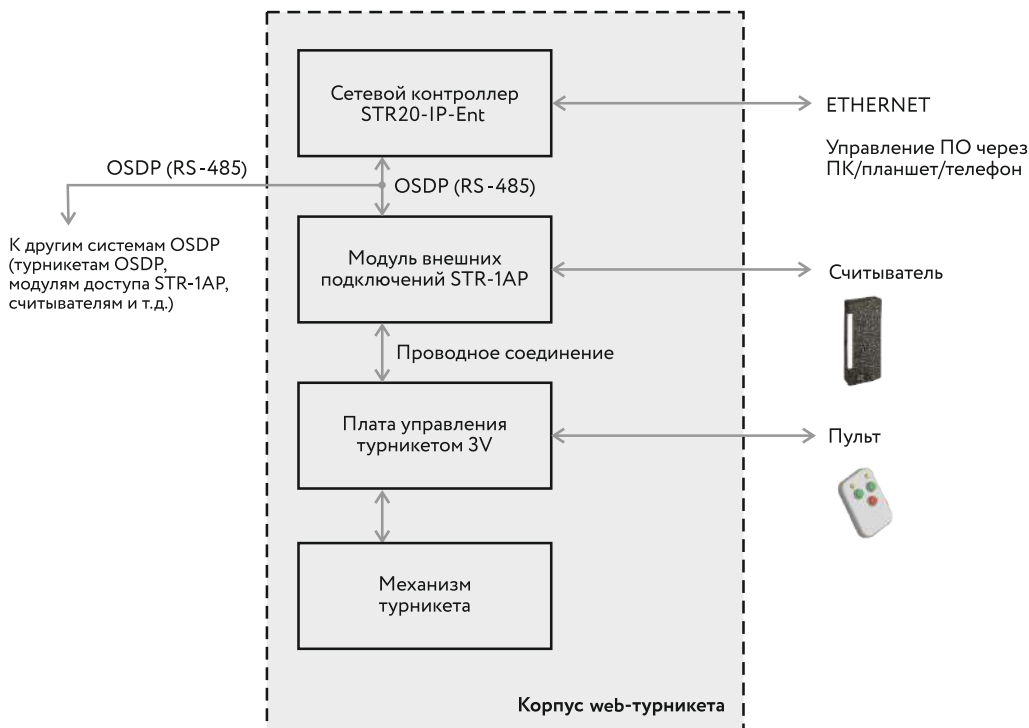 Сетевой контроллер
STR20-IP-Ent
ETHERNET
Управление ПО через
ПК/планшет/телефон
OSDP (RS-485)
OSDP (RS-485)
К другим системам OSDP
(турникетам OSDP,
модулям доступа STR-1AP,
считывателям и т.д.)
Модуль внешних
подключений STR-1AP
Считыватель
Проводное соединение
Плата управления
турникетом 3V
Пульт
Механизм
турникета
Корпус web-турникета